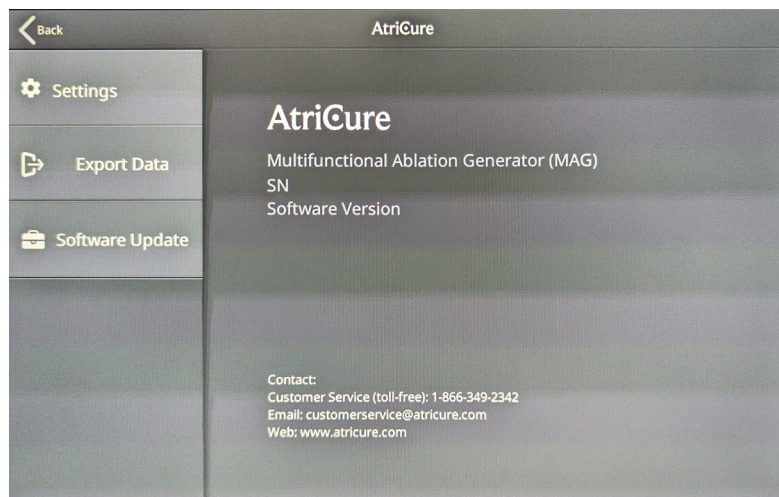 Back
AtriCure
Settings
Export Data
Software Update
AtriCure
Multifunctional Ablation Generator (MAG)
SN
Software Version
Contact:
Customer Service (toll-free): 1-866-349-2342
Email: customerservice@atricure.com
Web: www.atricure.com